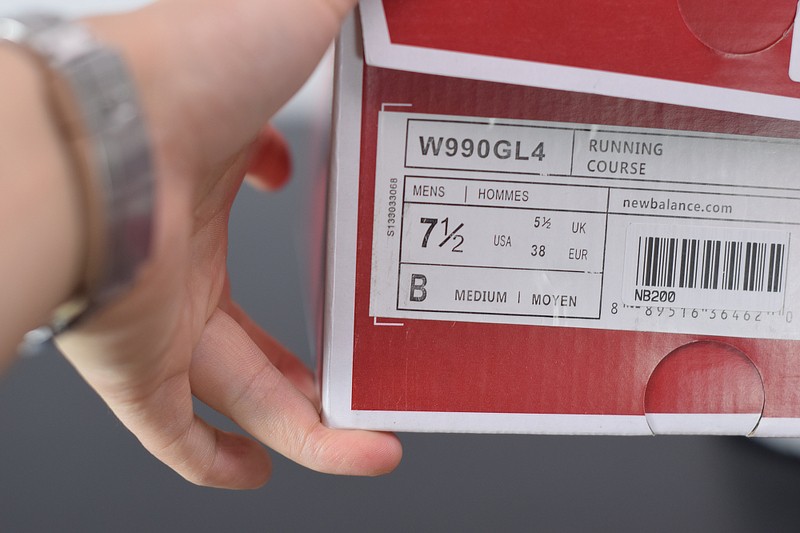 W990GL4
RUNNING
COURSE
MENS | HOMMES
7½ USA
5½ UK
38 EUR
B MEDIUM | MOYEN
newbalance.com
NB200
S133033068